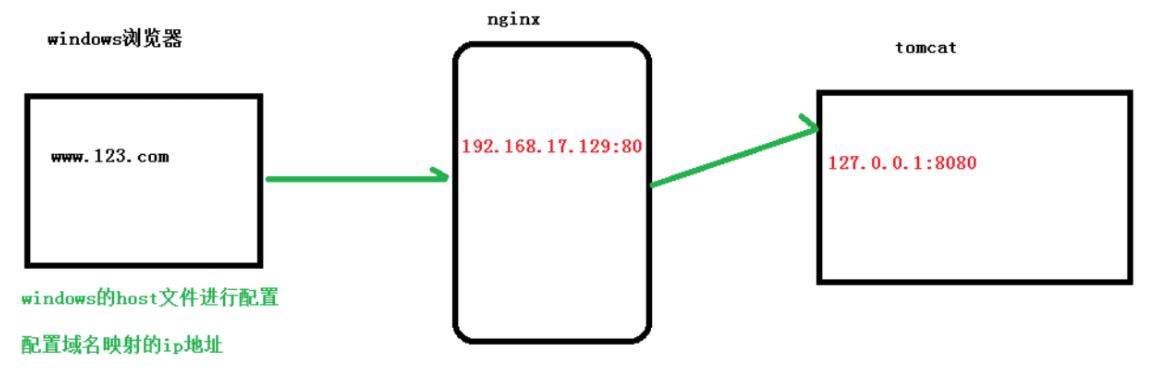 windows浏览器
nginx
tomcat
www.123.com
192.168.17.129:80
127.0.0.1:8080
windows的host文件进行配置
配置域名映射的ip地址